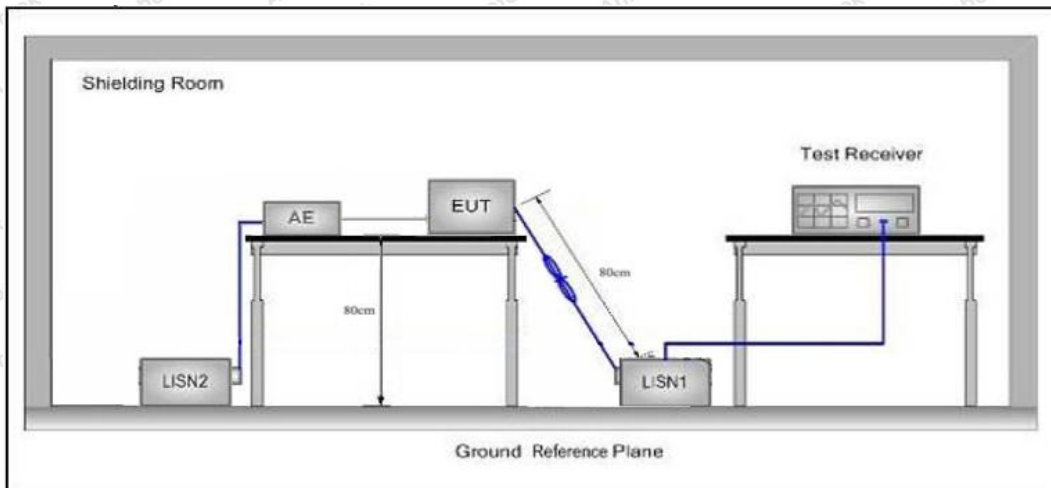 Shielding Room
Test Receiver
EUT
AE
80cm
80cm
LISN2
LISN1
Ground Reference Plane